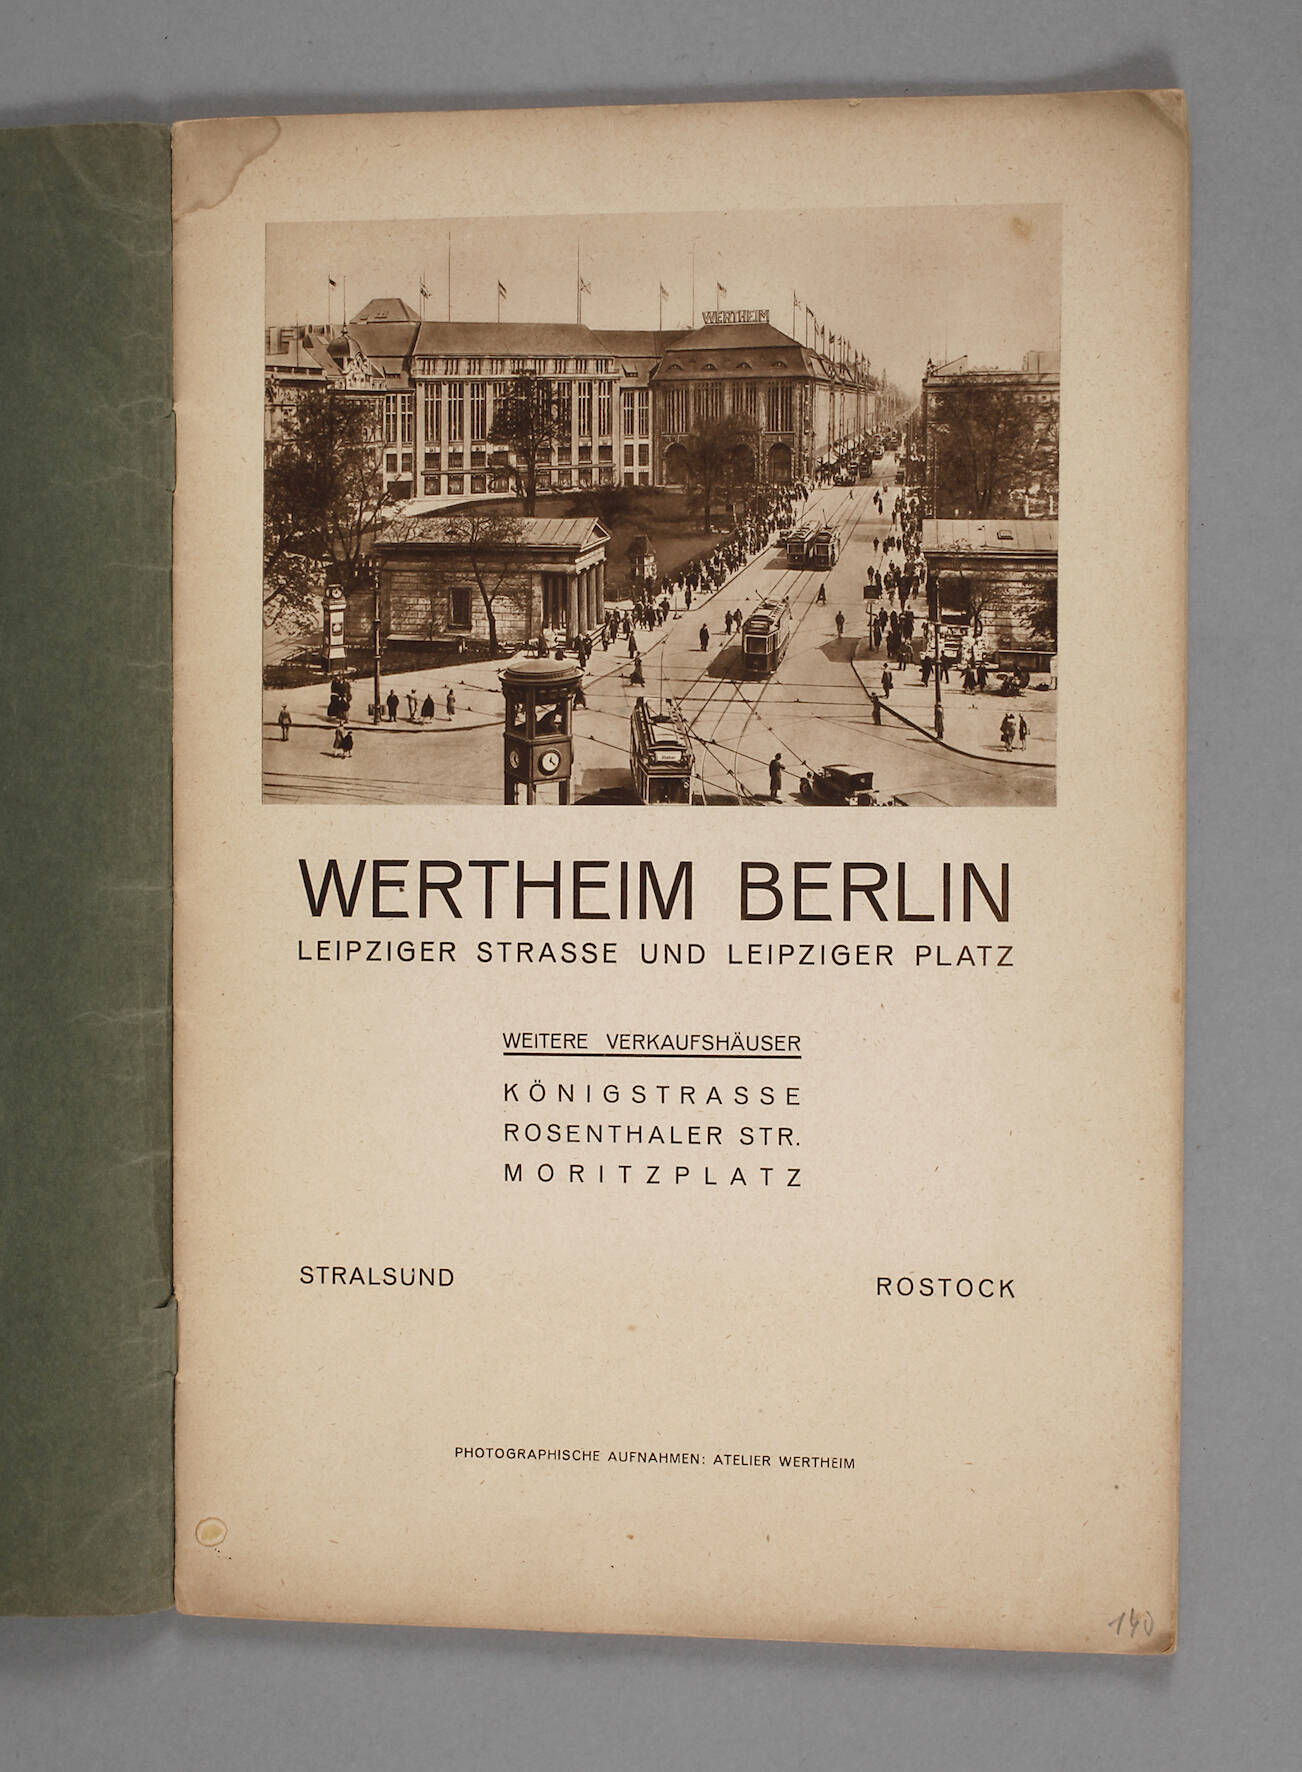 WERTHEIM
WERTHEIM BERLIN
LEIPZIGER STRASSE UND LEIPZIGER PLATZ
WEITERE VERKAUFSHÄUSER
KÖNIGSTRASSE
ROSENTHALER STR.
MORITZPLATZ
STRALSUND
ROSTOCK
PHOTOGRAPHISCHE AUFNAHMEN: ATELIER WERTHEIM
140